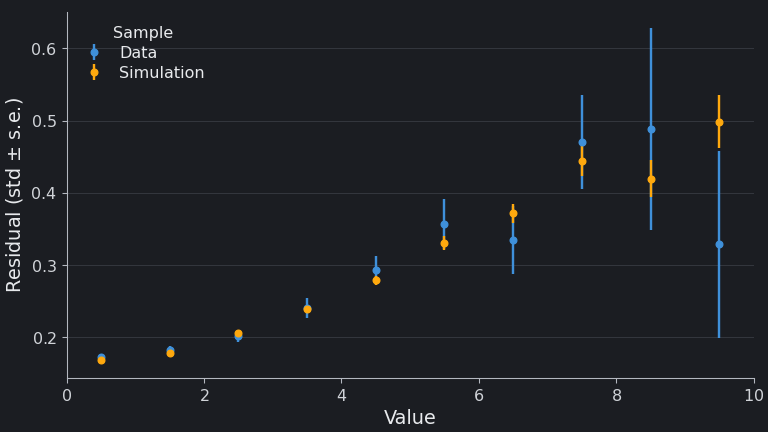 Sample
Data
Simulation
Residual (std ± s.e.)
0.6
0.5
0.4
0.3
0.2
0 2 4 6 8 10
Value